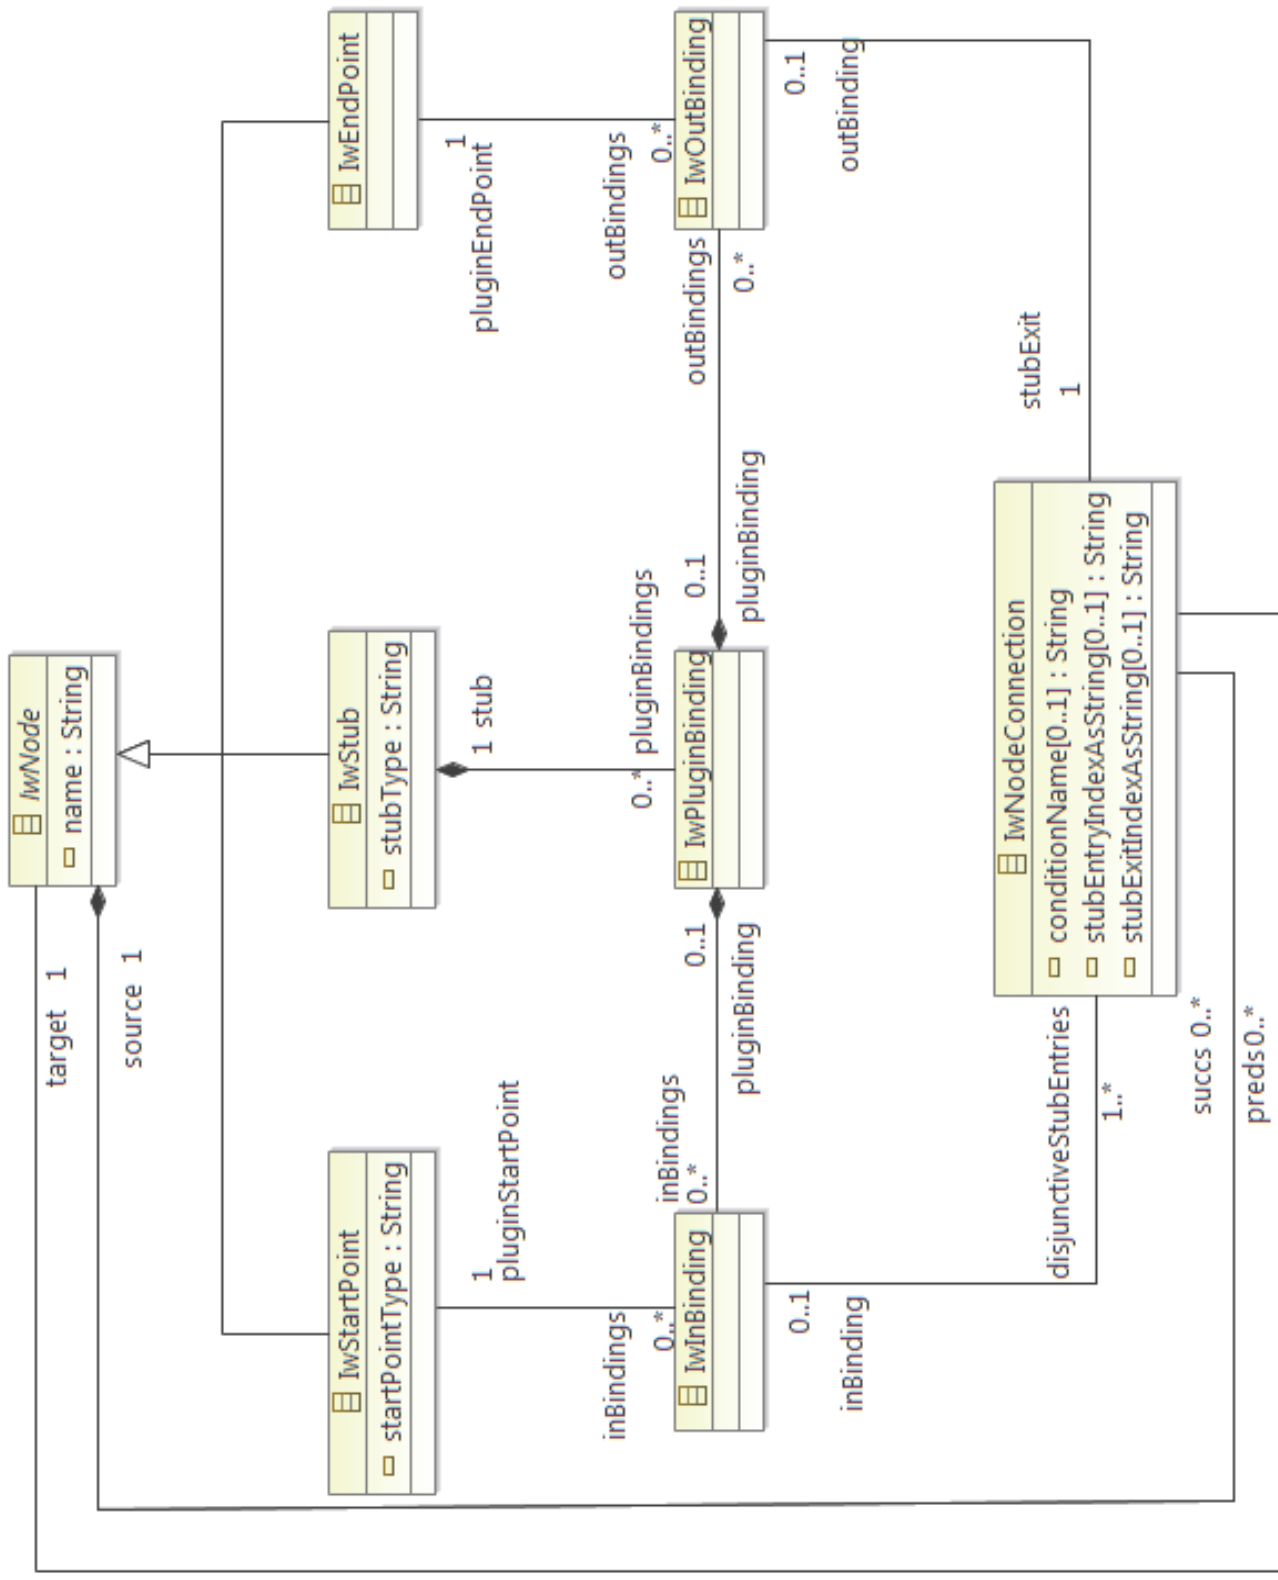 IwNode
name : String
target 1
source 1
IwStartPoint
startPointType : String
IwStub
stubType : String
IwEndPoint
1
pluginStartPoint
1 stub
1
pluginEndPoint
inBindings
0..*
0..*
pluginBindings
outBindings
0..*
IwInBinding
inBindings
0..*
0..1
pluginBinding
IwPluginBinding
0..1
pluginBinding
outBindings
0..*
IwOutBinding
0..1
inBinding
0..1
outBinding
disjunctiveStubEntries
1..*
IwNodeConnection
conditionName[0..1] : String
stubEntryIndexAsString[0..1] : String
stubExitIndexAsString[0..1] : String
stubExit
1
succs 0..*
preds0..*